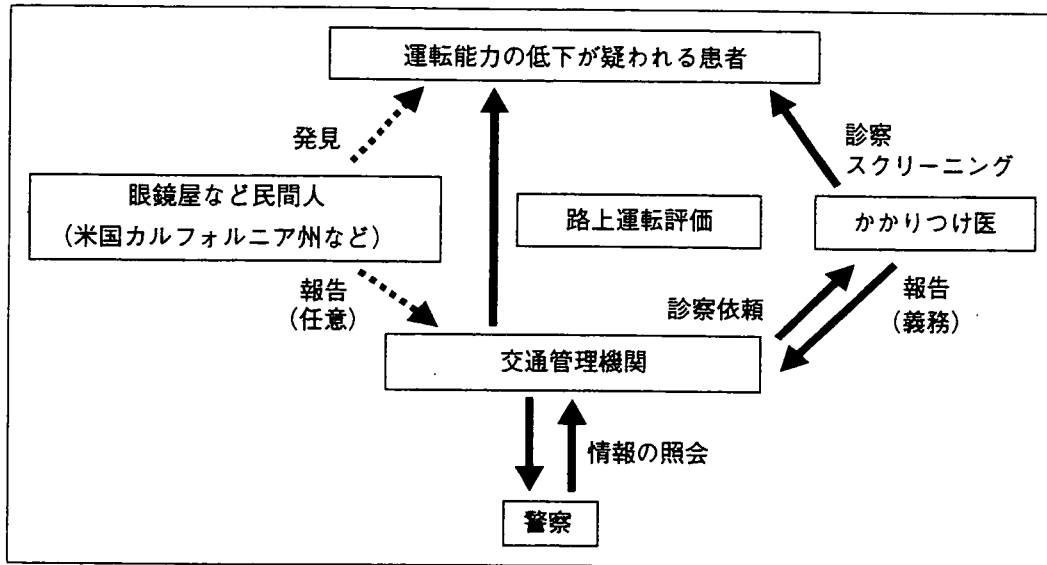 運転能力の低下が疑われる患者
発見
診察
スクリーニング
眼鏡屋など民間人
（米国カルフォルニア州など）
路上運転評価
かかりつけ医
報告
（任意）
診察依頼
報告
（義務）
交通管理機関
情報の照会
警察